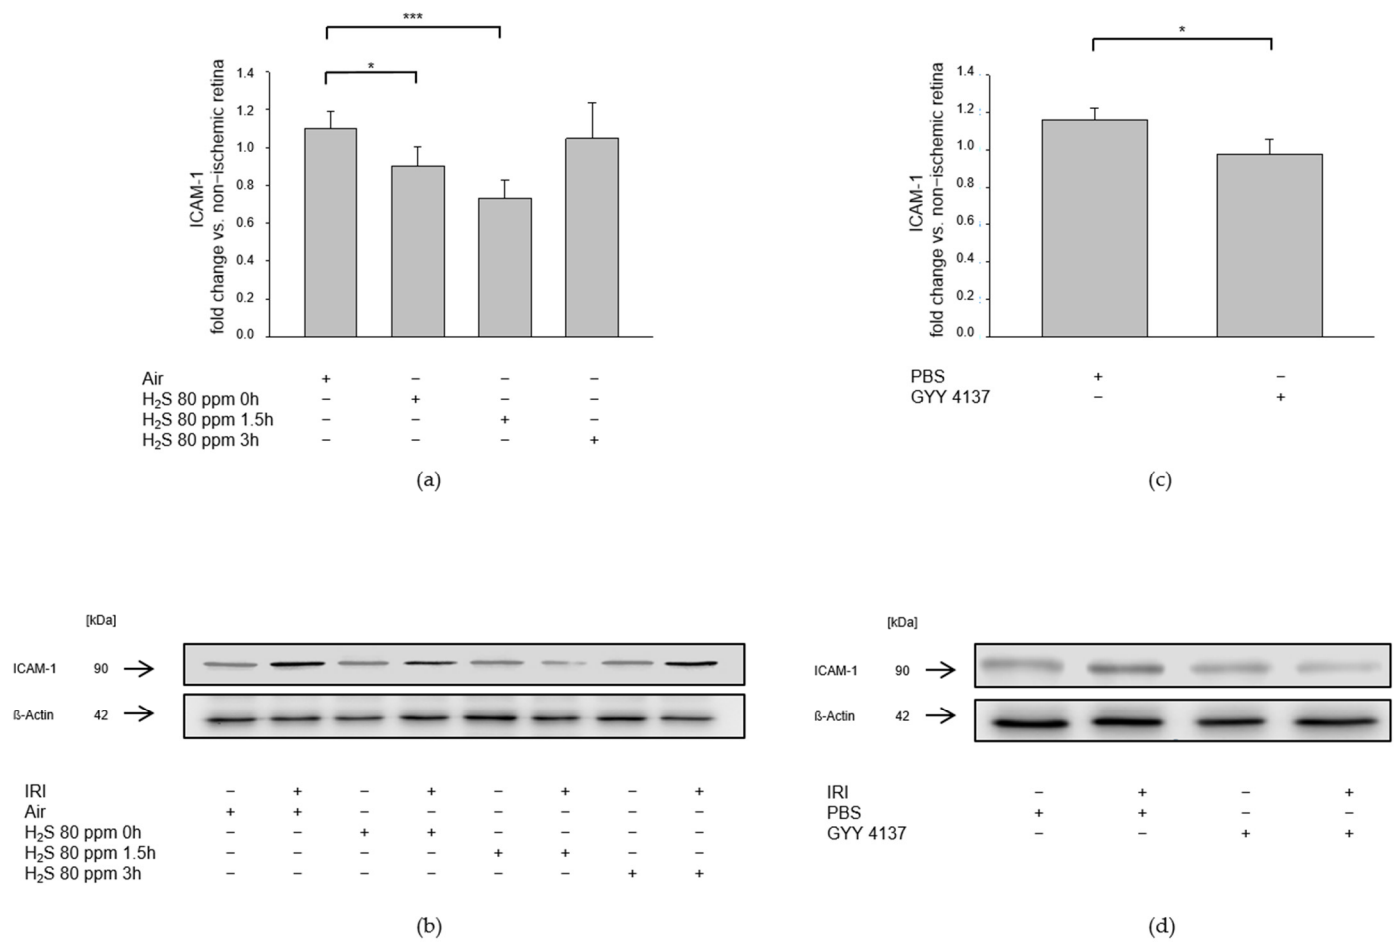 ***
*
ICAM-1
fold change vs. non−ischemic retina
1.4
1.2
1.0
0.8
0.6
0.4
0.2
0.0
Air + − − −
H₂S 80 ppm 0h − + − −
H₂S 80 ppm 1.5h − − + −
H₂S 80 ppm 3h − − − +
(a)
*
ICAM-1
fold change vs. non−ischemic retina
1.4
1.2
1.0
0.8
0.6
0.4
0.2
0.0
PBS + −
GYY 4137 − +
(c)
[kDa]
ICAM-1 90
ß-Actin 42
IRI − + − + − + − +
Air + + − − − − − −
H₂S 80 ppm 0h − − + + − − − −
H₂S 80 ppm 1.5h − − − − + + − −
H₂S 80 ppm 3h − − − − − − + +
(b)
[kDa]
ICAM-1 90
ß-Actin 42
IRI − + − +
PBS + + − −
GYY 4137 − − + +
(d)